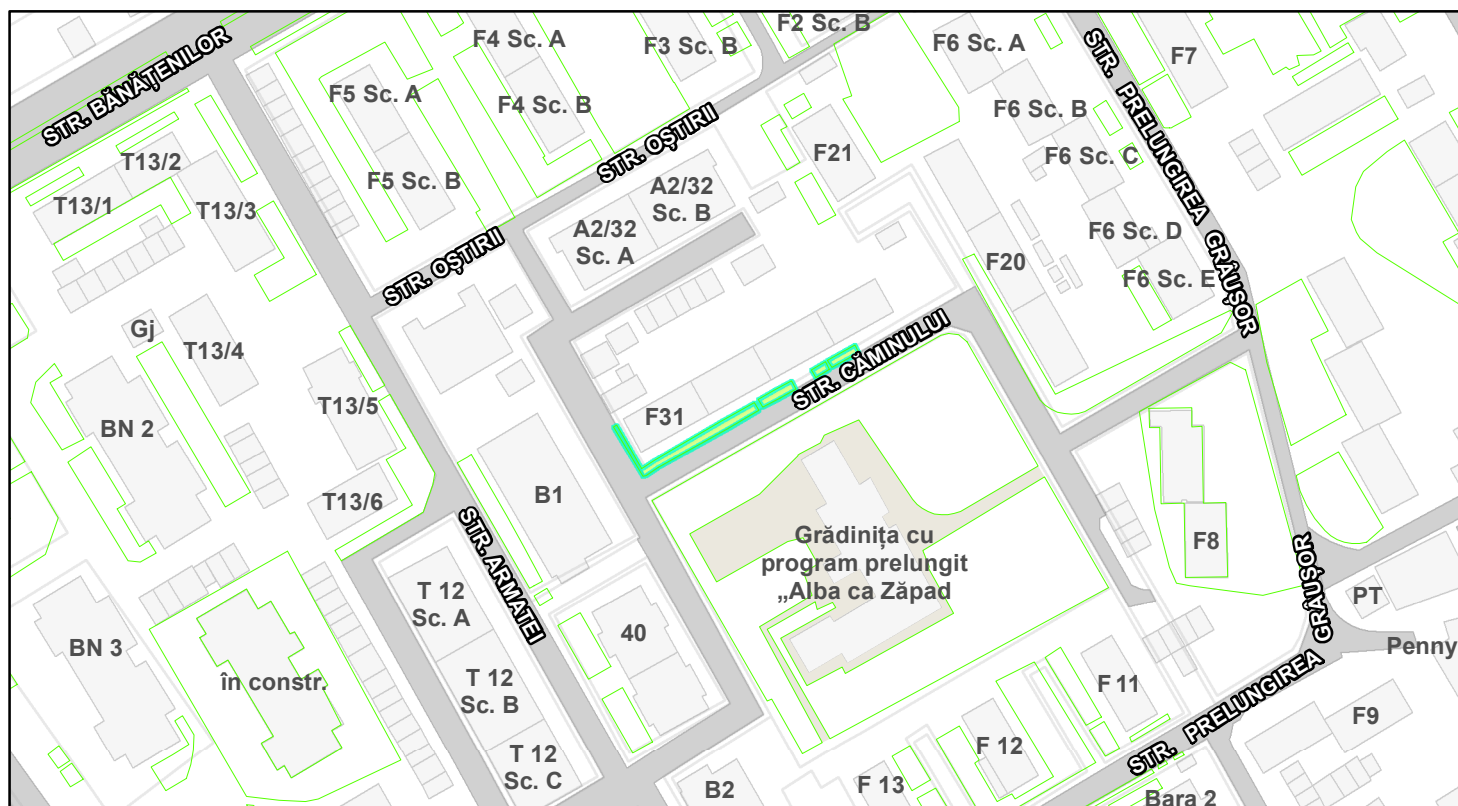 STR. BĂNĂȚENILOR
F4 Sc. A
F3 Sc. B
F2 Sc. B
F6 Sc. A
STR. PRELUNGIREA GRÂUȘOR
F7
F5 Sc. A
F4 Sc. B
F6 Sc. B
T13/2
STR. OȘTIRII
F21
F6 Sc. C
T13/1
T13/3
F5 Sc. B
A2/32
Sc. B
A2/32
Sc. A
F6 Sc. D
STR. OȘTIRII
F20
F6 Sc. E
Gj
T13/4
STR. CĂMINULUI
T13/5
F31
BN 2
B1
T13/6
Grădinița cu
program prelungit
„Alba ca Zăpad
F8
STR. ARMATEI
T 12
Sc. A
STR. PRELUNGIREA GRÂUȘOR
PT
40
Penny
BN 3
în constr.
T 12
Sc. B
F 11
F9
F 12
T 12
Sc. C
B2
F 13
Bara 2